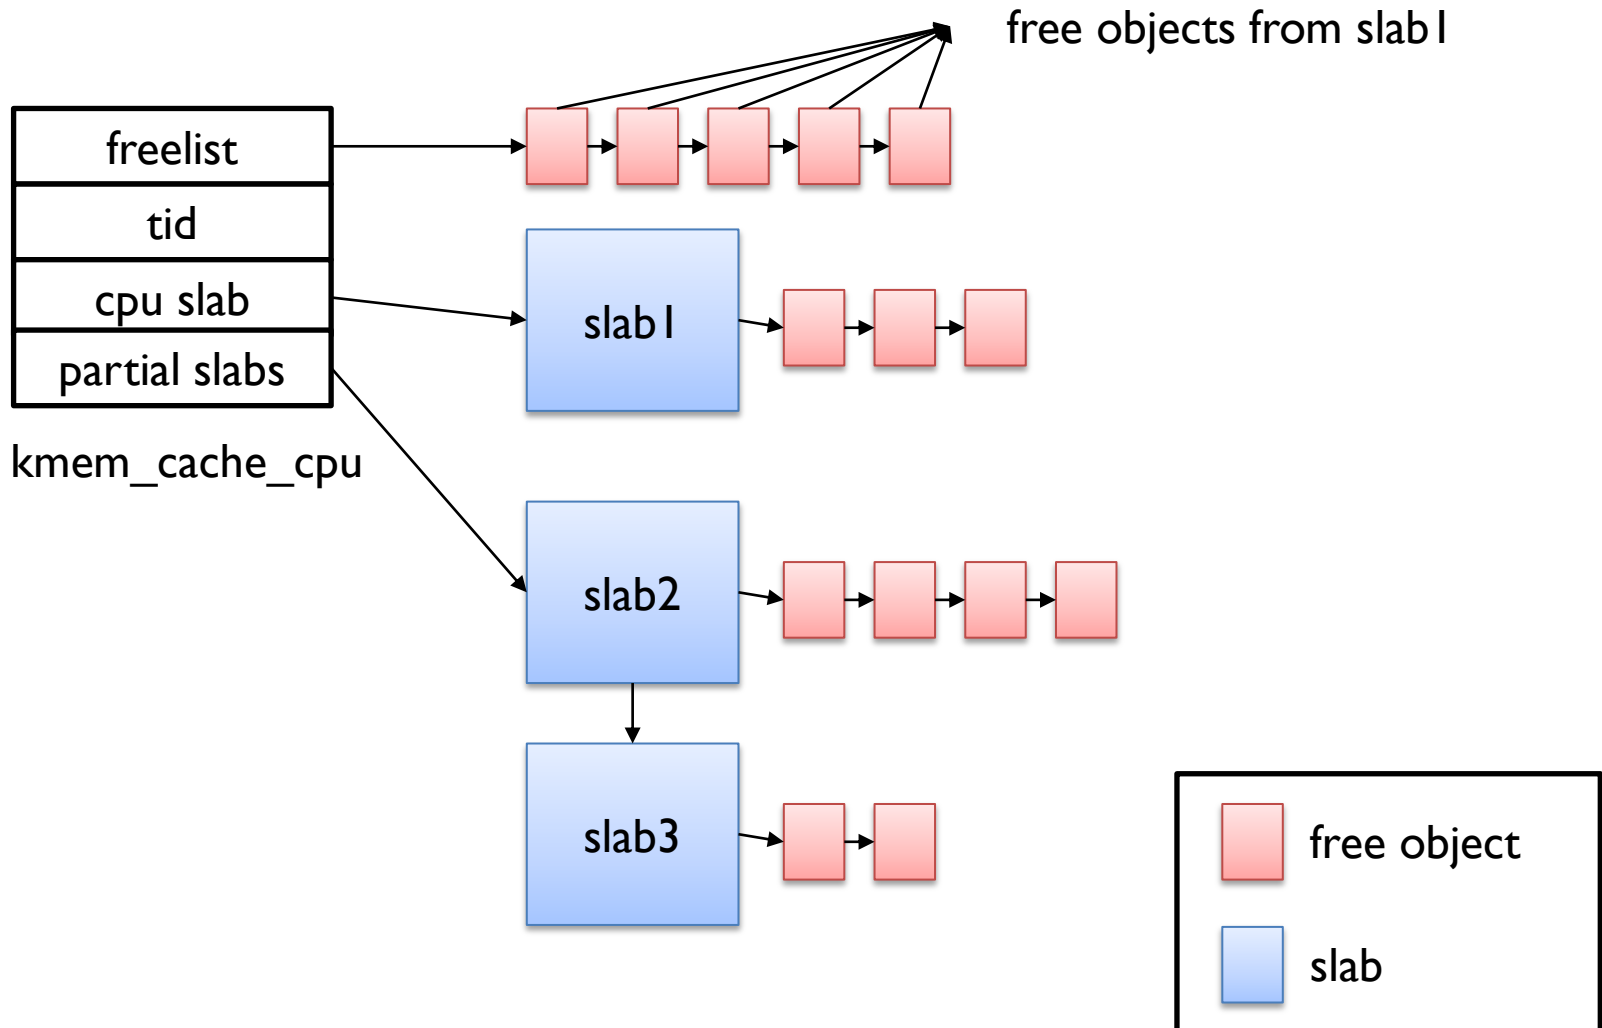 free objects from slab1
freelist
tid
cpu slab
partial slabs
kmem_cache_cpu
slab1
slab2
slab3
free object
slab